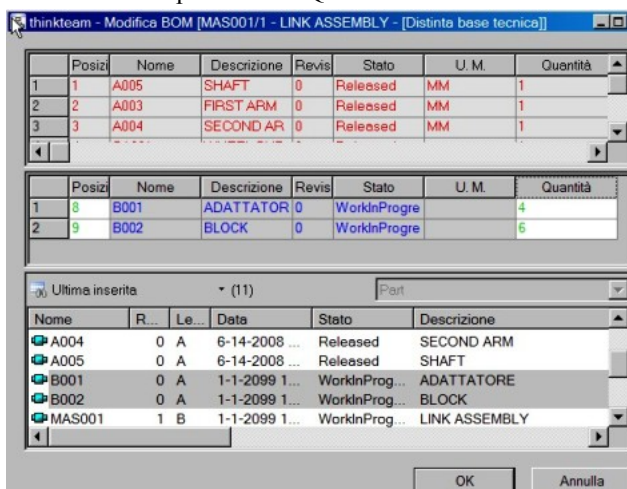 thinkteam - Modifica BOM [MAS001/1 - LINK ASSEMBLY - [Distinta base tecnica]]
Posizi Nome Descrizione Revis Stato U. M. Quantità
1 1 A005 SHAFT 0 Released MM 1
2 2 A003 FIRST ARM 0 Released MM 1
3 3 A004 SECOND AR 0 Released MM 1
Posizi Nome Descrizione Revis Stato U. M. Quantità
1 8 B001 ADATTATOR 0 WorkInProgre 4
2 9 B002 BLOCK 0 WorkInProgre 6
Ultima inserita (11) Part
Nome R... Le... Data Stato Descrizione
A004 0 A 6-14-2008 ... Released SECOND ARM
A005 0 A 6-14-2008 ... Released SHAFT
B001 0 A 1-1-2099 1... WorkInProg... ADATTATORE
B002 0 A 1-1-2099 1... WorkInProg... BLOCK
MAS001 1 B 1-1-2099 1... WorkInProg... LINK ASSEMBLY
OK Annulla